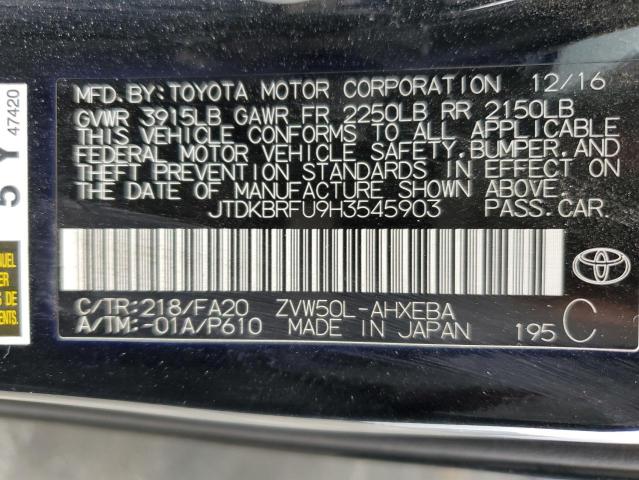 MFD. BY: TOYOTA MOTOR CORPORATION 12/16
GVWR 3915LB GAWR FR 2250LB RR 2150LB
THIS VEHICLE CONFORMS TO ALL APPLICABLE
FEDERAL MOTOR VEHICLE SAFETY, BUMPER, AND
THEFT PREVENTION STANDARDS IN EFFECT ON
THE DATE OF MANUFACTURE SHOWN ABOVE.
JTDKBRFU9H3545903 PASS. CAR.
C/TR: 218/FA20 ZVW50L-AHXEBA
A/TM: -01A/P610 MADE IN JAPAN 195 C
TOYOTA
5 Y
47420